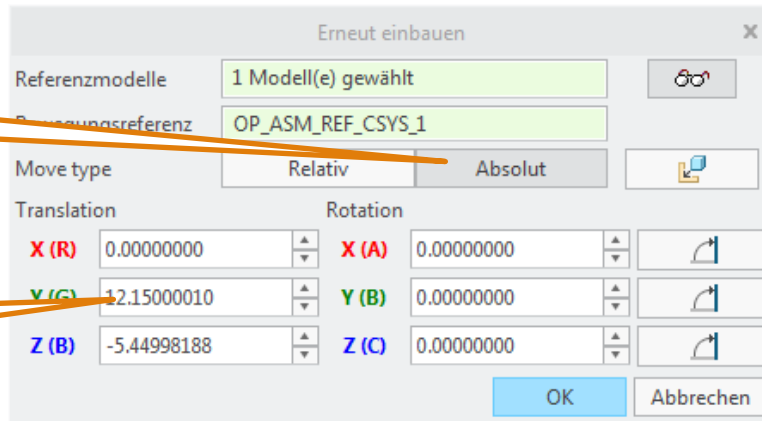 Erneut einbauen
Referenzmodelle 1 Modell(e) gewählt
Bewegungsreferenz OP_ASM_REF_CSYS_1
Move type Relativ Absolut
Translation Rotation
X (R) 0.00000000 X (A) 0.00000000
Y (G) 12.15000010 Y (B) 0.00000000
Z (B) -5.44998188 Z (C) 0.00000000
OK Abbrechen